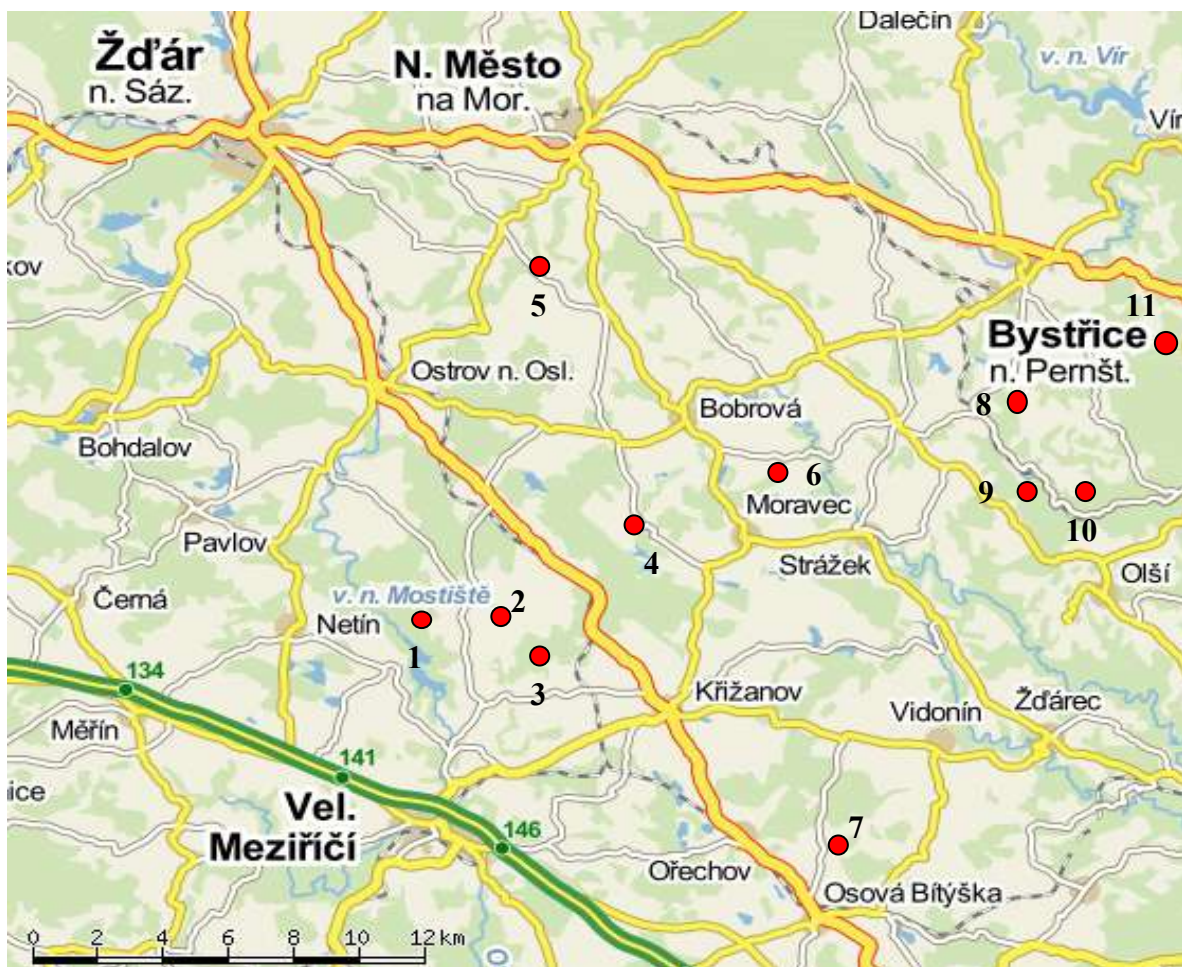 Dalečín
Žďár
n. Sáz.
N. Město
na Mor.
v. n. Vír
Vír
kov
5
11
Bystřice
n. Pernšt.
Ostrov n. Osl.
8
Bobrová
Bohdalov
6
Moravec
9
10
Pavlov
4
Strážek
Olší
Černá
v. n. Mostiště
2
Netín
1
3
134
Křižanov
Vidonín
Žďárec
Měřín
141
nice
Vel.
Meziříčí
146
7
Ořechov
Osová Bítýška
0 2 4 6 8 10 12 km
O